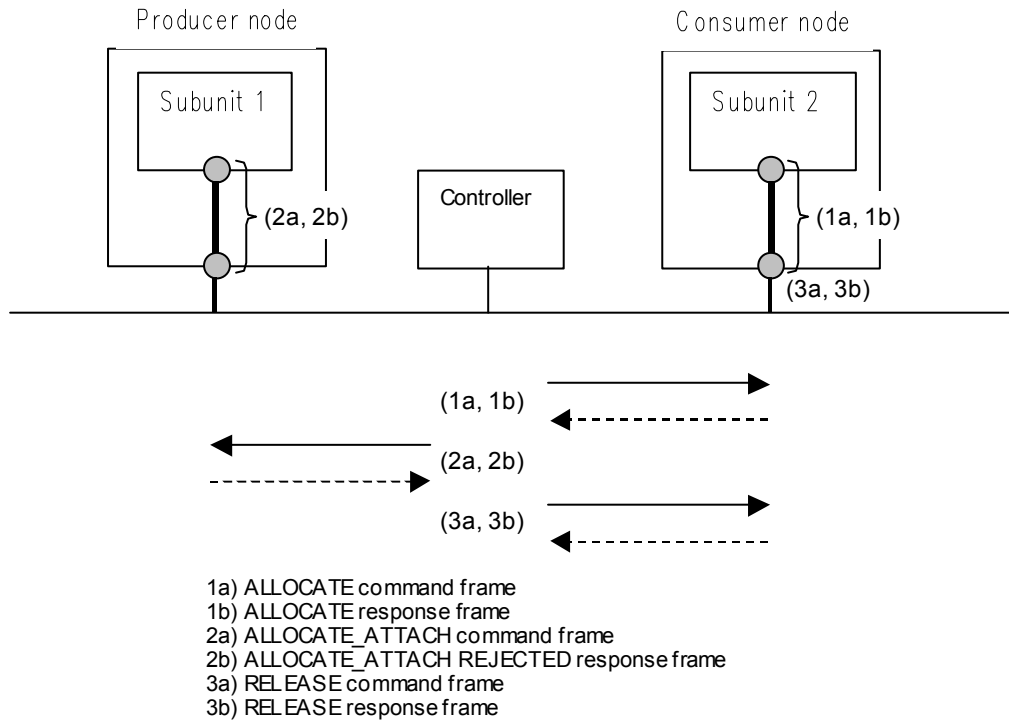 Producer node
Consumer node
Subunit 1
Subunit 2
Controller
(2a, 2b)
(1a, 1b)
(3a, 3b)
(1a, 1b)
(2a, 2b)
(3a, 3b)
1a) ALLOCATE command frame
1b) ALLOCATE response frame
2a) ALLOCATE_ATTACH command frame
2b) ALLOCATE_ATTACH REJECTED response frame
3a) RELEASE command frame
3b) RELEASE response frame